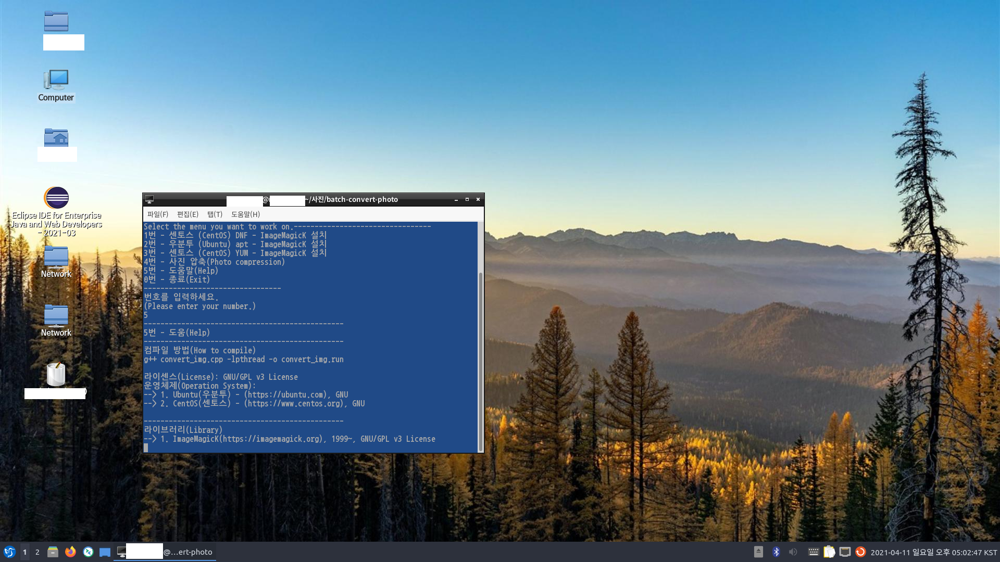 Computer
Eclipse IDE for Enterprise
Java and Web Developers
- 2021-03
Network
Network
@ ~/사진/batch-convert-photo
파일(F) 편집(E) 탭(T) 도움말(H)
Select the menu you want to work on.---------------------------------
1번 - 센토스 (CentOS) DNF - ImageMagicK 설치
2번 - 우분투 (Ubuntu) apt - ImageMagicK 설치
3번 - 센토스 (CentOS) YUM - ImageMagicK 설치
4번 - 사진 압축(Photo compression)
5번 - 도움말(Help)
0번 - 종료(Exit)
---------------------------------
번호를 입력하세요.
(Please enter your number.)
5
------------------------------------------------
5번 - 도움(Help)
------------------------------------------------
컴파일 방법(How to compile)
g++ convert_img.cpp -lpthread -o convert_img.run
라이센스(License): GNU/GPL v3 License
운영체제(Operation System):
--> 1. Ubuntu(우분투) - (https://ubuntu.com), GNU
--> 2. CentOS(센토스) - (https://www.centos.org), GNU
------------------------------------------------
라이브러리(Library)
--> 1. ImageMagicK(https://imagemagick.org), 1999~, GNU/GPL v3 License
1 2 @...ert-photo 2021-04-11 일요일 오후 05:02:47 KST